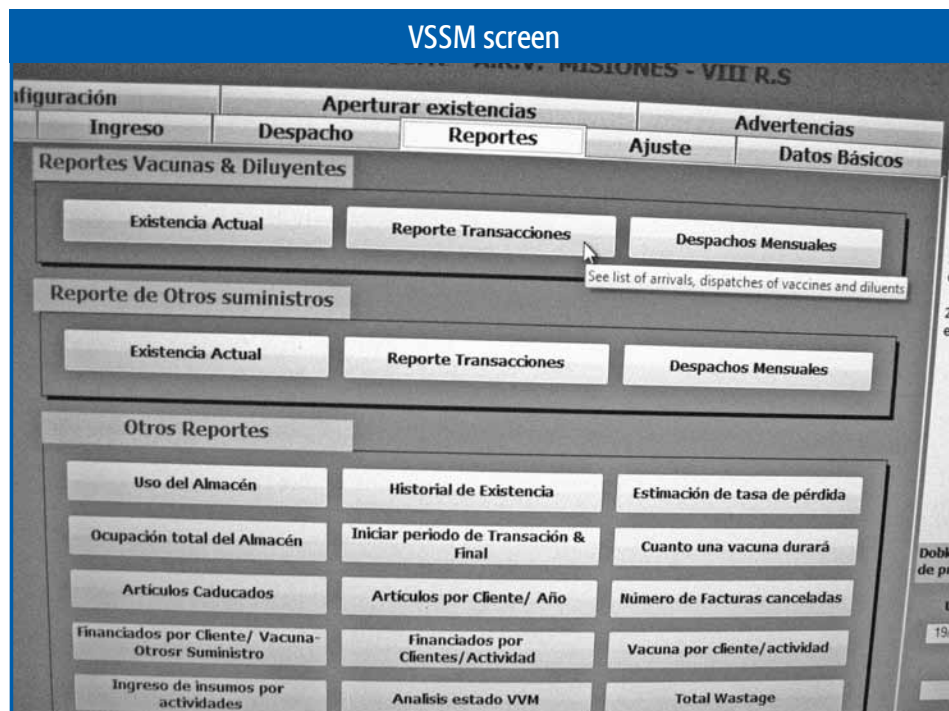 VSSM screen
MISIONES - VIII R.S
Aperturar existencias
Advertencias
Ingreso
Despacho
Reportes
Ajuste
Datos Básicos
Reportes Vacunas & Diluyentes
Existencia Actual
Reporte Transacciones
Despachos Mensuales
See list of arrivals, dispatches of vaccines and diluents
Reporte de Otros suministros
Existencia Actual
Reporte Transacciones
Despachos Mensuales
Otros Reportes
Uso del Almacén
Historial de Existencia
Estimación de tasa de pérdida
Ocupación total del Almacén
Iniciar periodo de Transación &
Final
Cuanto una vacuna durará
Artículos Caducados
Artículos por Cliente/ Año
Número de Facturas canceladas
Financiados por Cliente/ Vacuna-
Otrosr Suministro
Financiados por
Clientes/Actividad
Vacuna por cliente/actividad
Ingreso de insumos por
actividades
Analisis estado VVM
Total Wastage